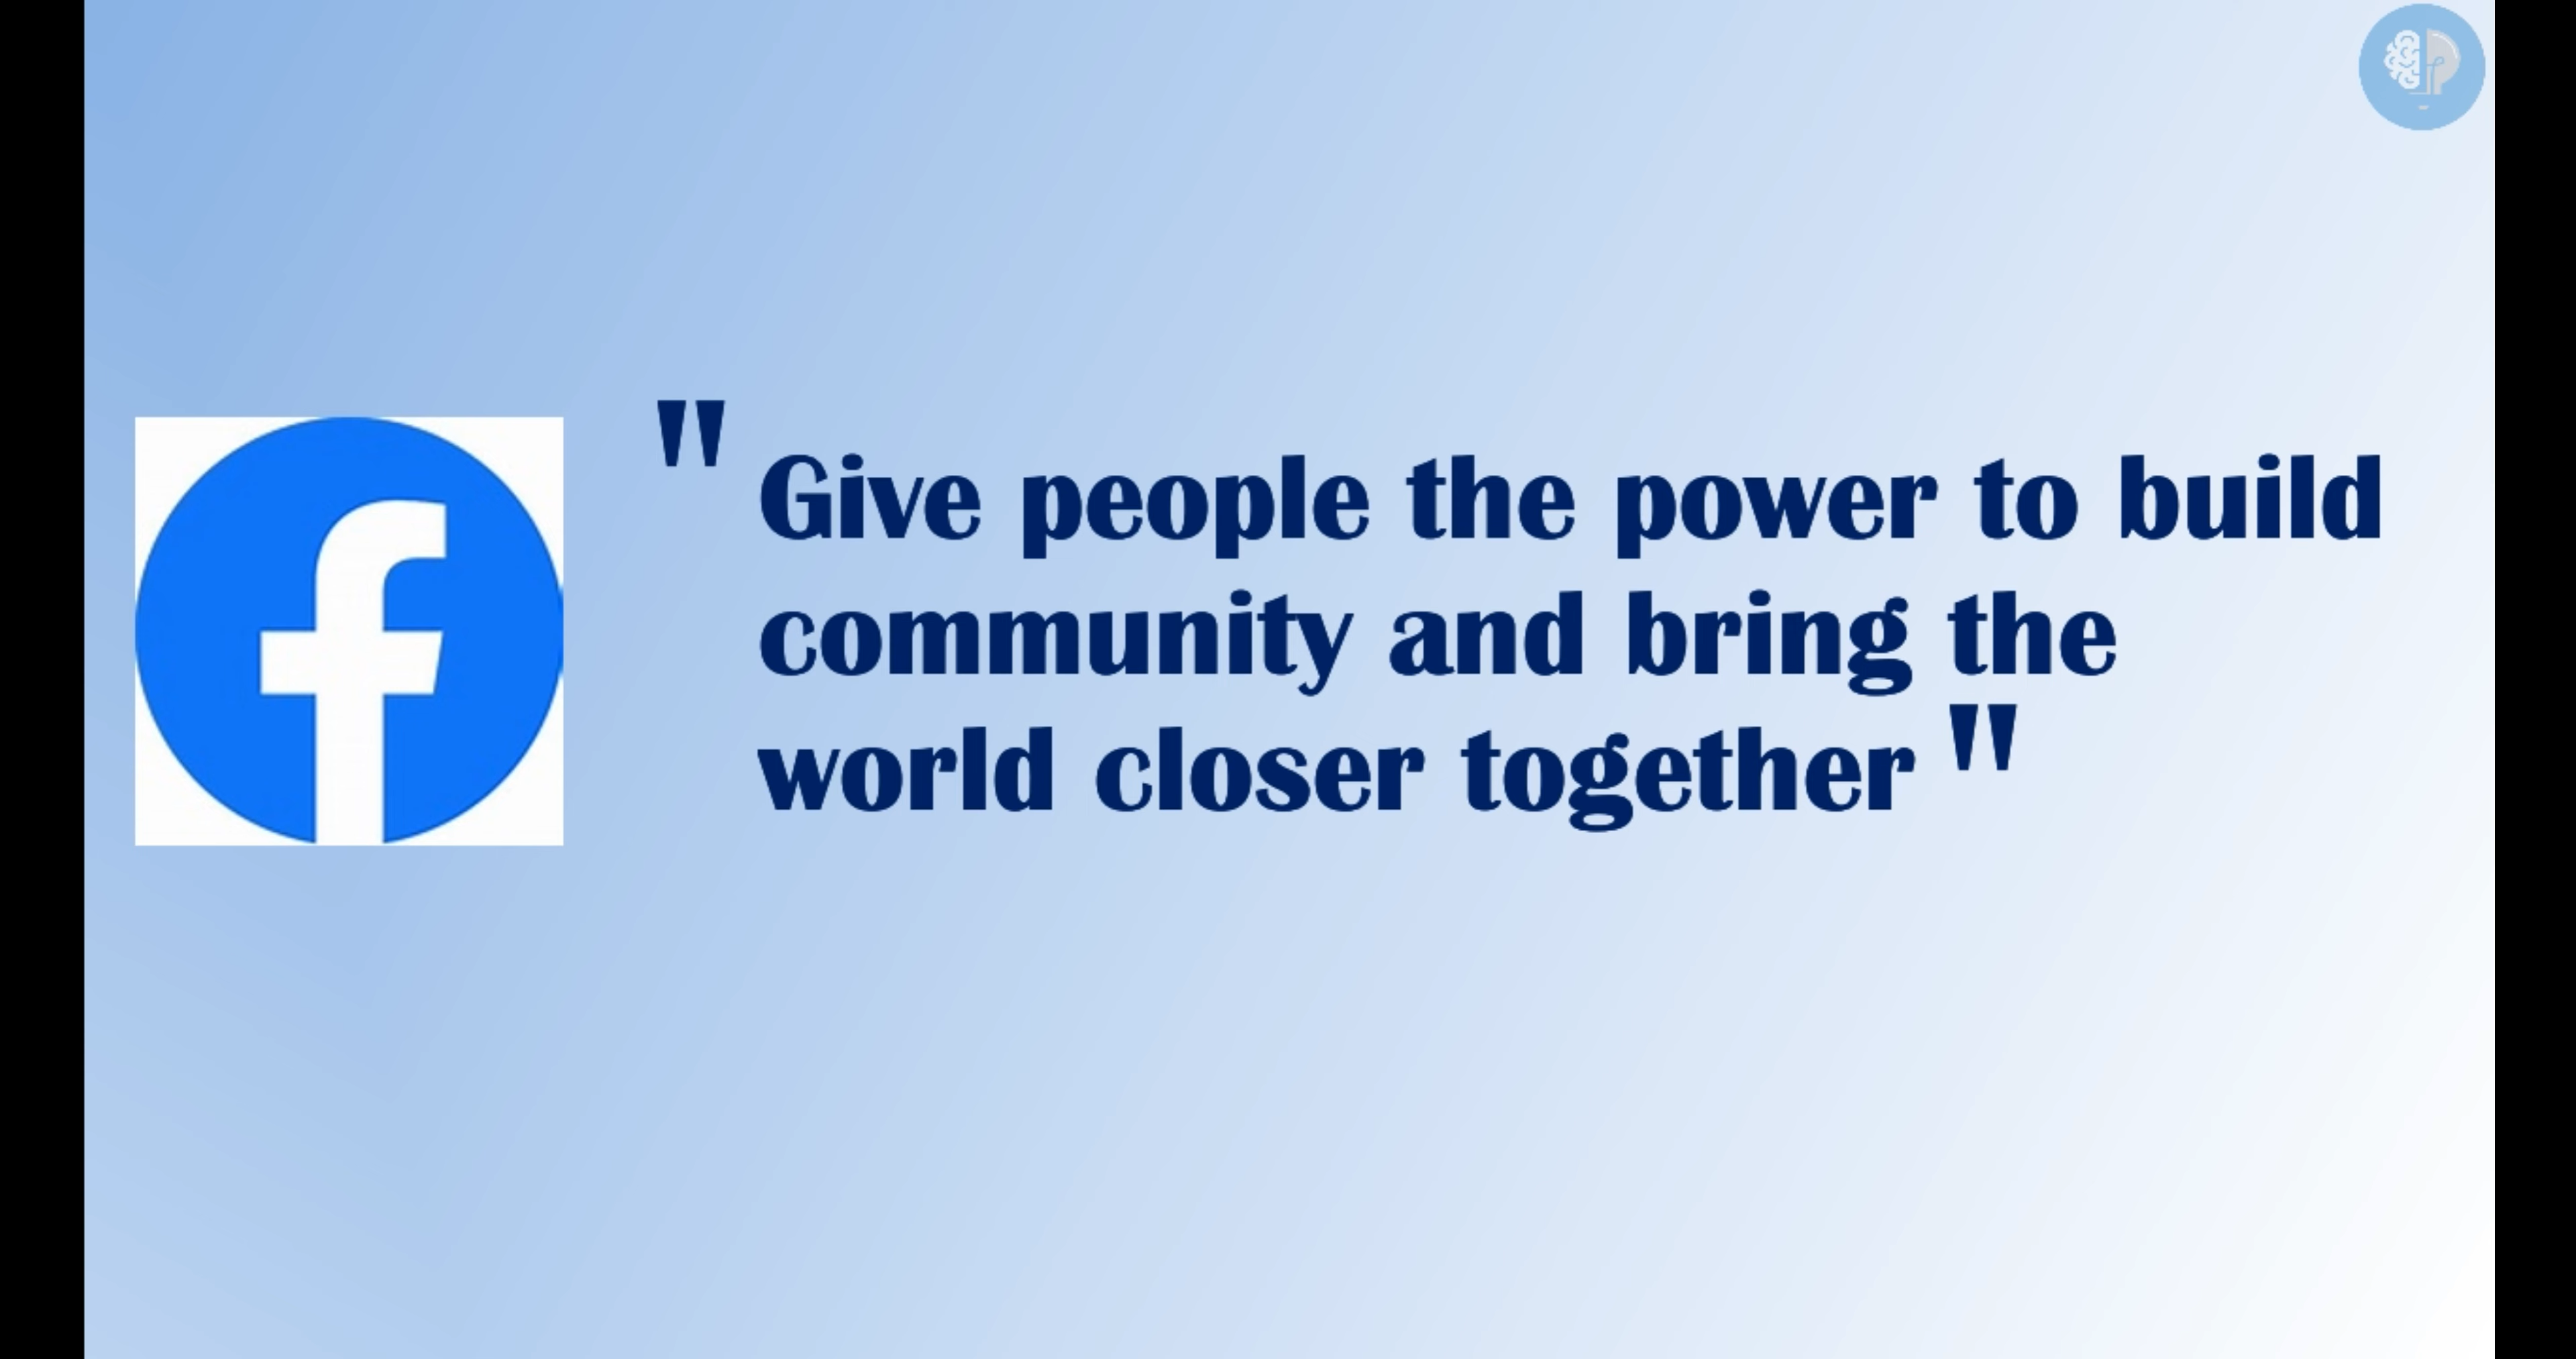 "Give people the power to build
community and bring the
world closer together"